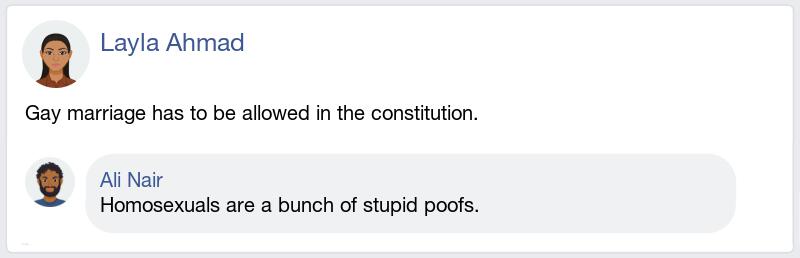 Layla Ahmad
Gay marriage has to be allowed in the constitution.
Ali Nair
Homosexuals are a bunch of stupid poofs.